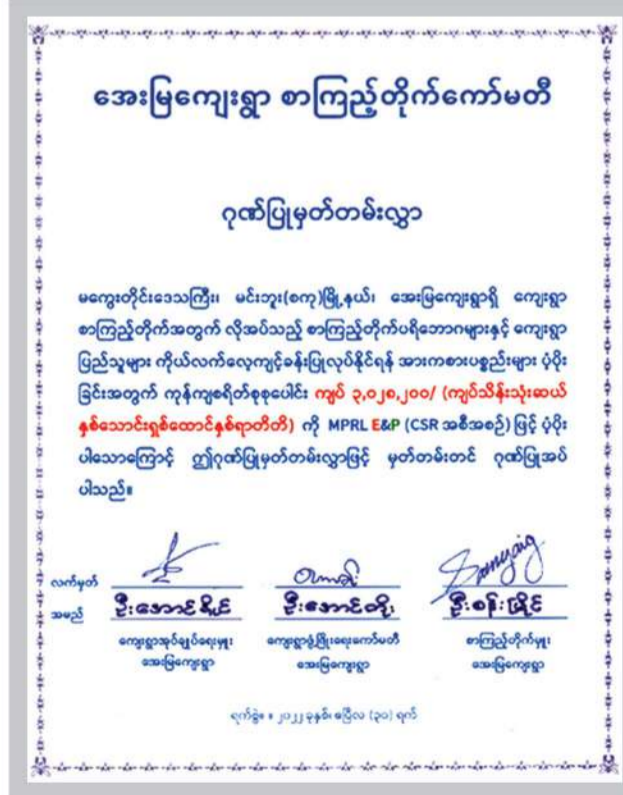 အေးမြကျေးရွာ စာကြည့်တိုက်ကော်မတီ
ဂုဏ်ပြုမှတ်တမ်းလွှာ
မကွေးတိုင်းဒေသကြီး၊ မင်းဘူး(စကု)မြို့နယ်၊ အေးမြကျေးရွာရှိ ကျေးရွာ
စာကြည့်တိုက်အတွက် လိုအပ်သည့် စာကြည့်တိုက်ပရိဘောဂများနှင့် ကျေးရွာ
ပြည်သူများ ကိုယ်လက်လေ့ကျင့်ခန်းပြုလုပ်နိုင်ရန် အားကစားပစ္စည်းများ ပံ့ပိုး
ခြင်းအတွက် ကုန်ကျစရိတ်စုစုပေါင်း ကျပ် ၃,၀၂၈,၂၀၀/ (ကျပ်သိန်းသုံးဆယ်
နှစ်သောင်းရှစ်ထောင်နှစ်ရာတိတိ) ကို MPRL E&P (CSR အစီအစဉ်) ဖြင့် ပံ့ပိုး
ပါသောကြောင့် ဤဂုဏ်ပြုမှတ်တမ်းလွှာဖြင့် မှတ်တမ်းတင် ဂုဏ်ပြုအပ်
ပါသည်။
လက်မှတ်
အမည် ဦးအောင်နိုင် ဦးအောင်တိုး ဦးစန်းမြိုင်
ကျေးရွာအုပ်ချုပ်ရေးမှူး ကျေးရွာဖွံ့ဖြိုးရေးကော်မတီ စာကြည့်တိုက်မှူး
အေးမြကျေးရွာ အေးမြကျေးရွာ အေးမြကျေးရွာ
ရက်စွဲ။ ။ ၂၀၂၂ ခုနှစ်၊ ဧပြီလ (၃၀) ရက်